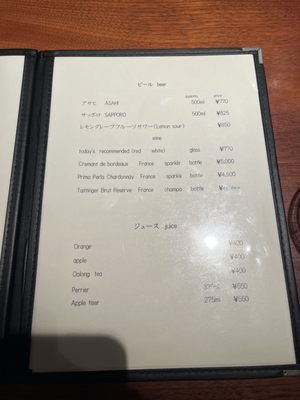 ビール beer
quantity price
アサヒ ASAHI 500ml ¥770
サッポロ SAPPORO 500ml ¥825
レモングレープフルーツサワー(Lemon sour) ¥850
wine
today's recommended (red white) glass ¥770
Cremant de bordeaux France sparkle bottle ¥5,000
Prima Perla Chardonnay France sparkle bottle ¥4,500
Taittinger Brut Reserve France champa bottle
ジュース juice
Orange ¥400
apple ¥400
Oolong tea ¥400
Perrier ¥550
Apple tiser 275ml ¥550